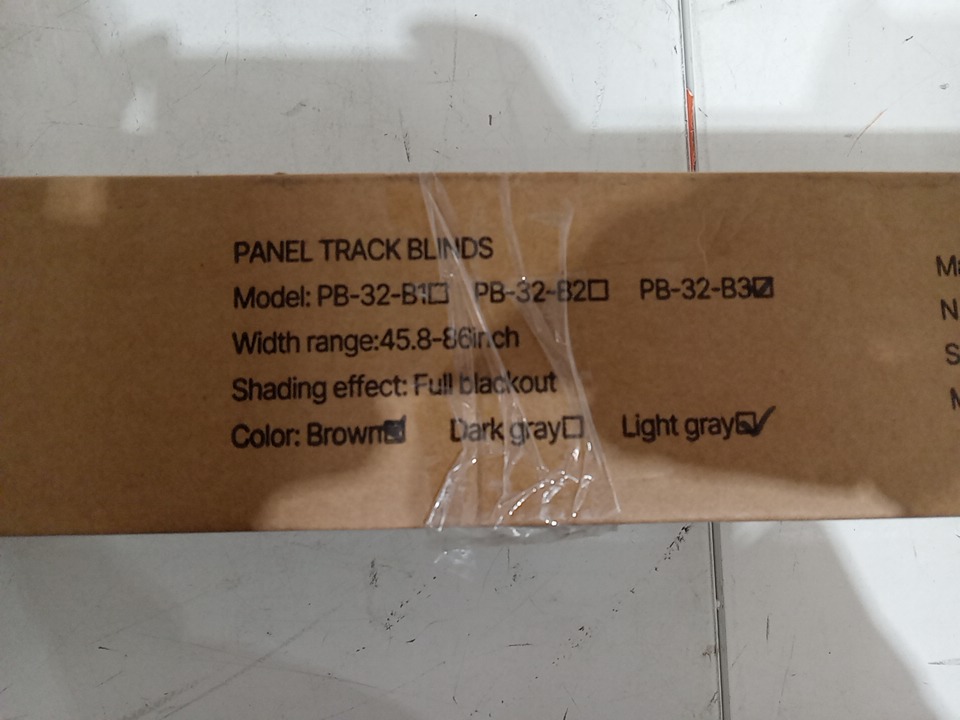 PANEL TRACK BLINDS
Model: PB-32-B1☐ PB-32-B2☐ PB-32-B3☑
Width range:45.8-86inch
Shading effect: Full blackout
Color: Brown☑ Dark gray☐ Light gray☑